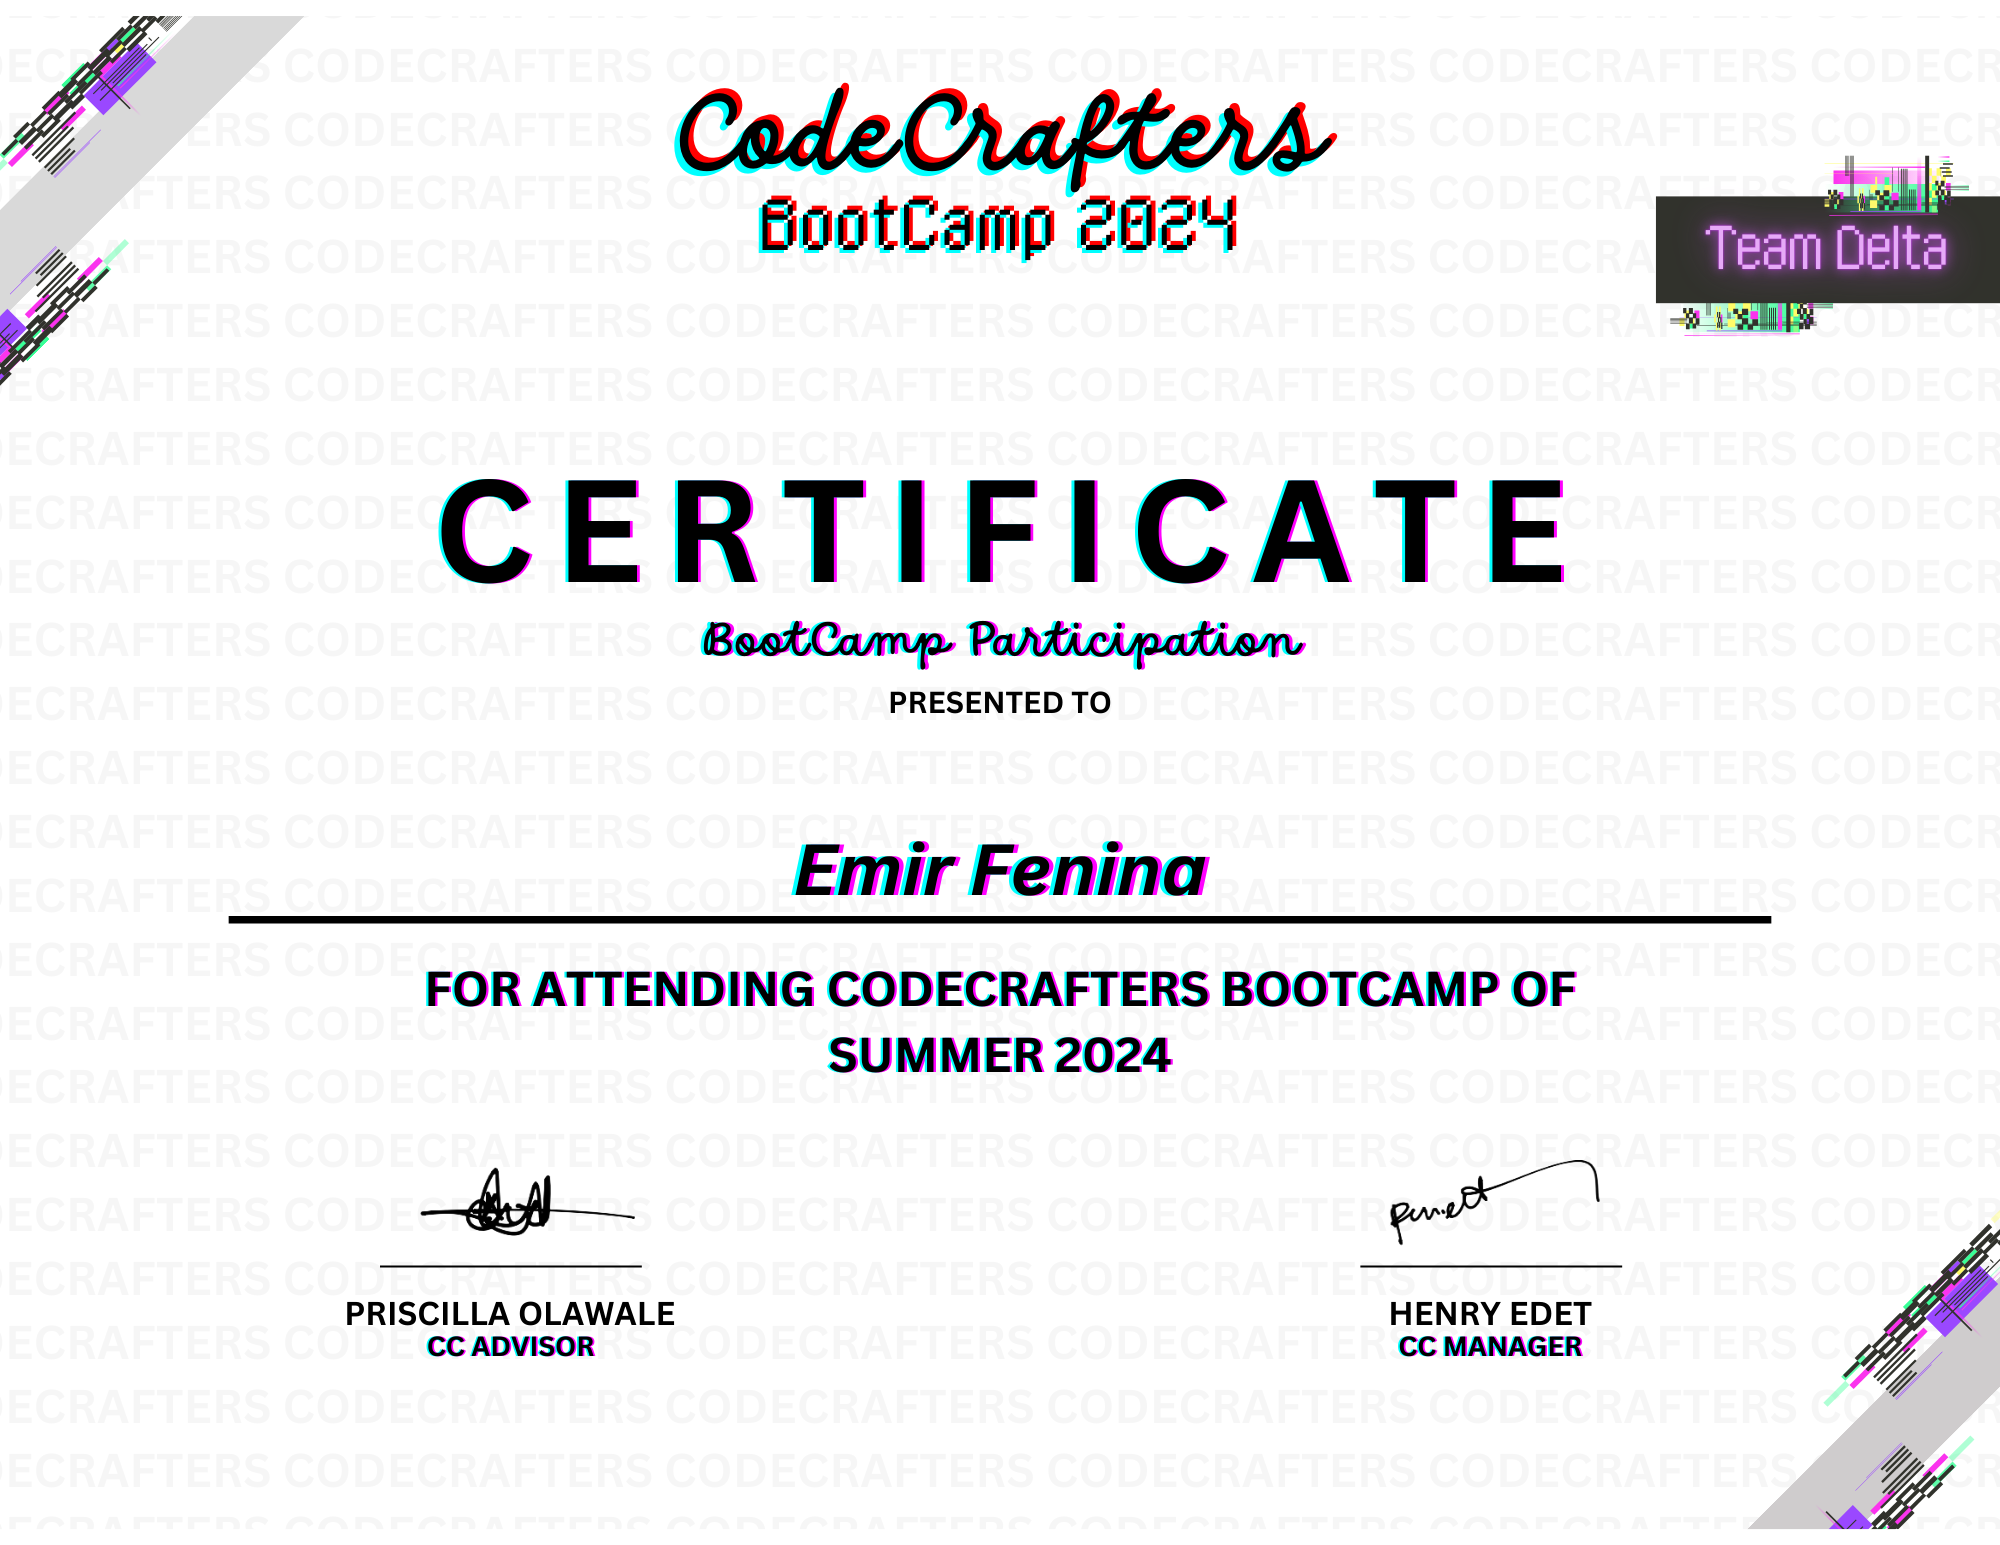 CodeCrafters
BootCamp 2024
Team Delta
CERTIFICATE
BootCamp Participation
PRESENTED TO
Emir Fenina
FOR ATTENDING CODECRAFTERS BOOTCAMP OF
SUMMER 2024
PRISCILLA OLAWALE
CC ADVISOR
HENRY EDET
CC MANAGER